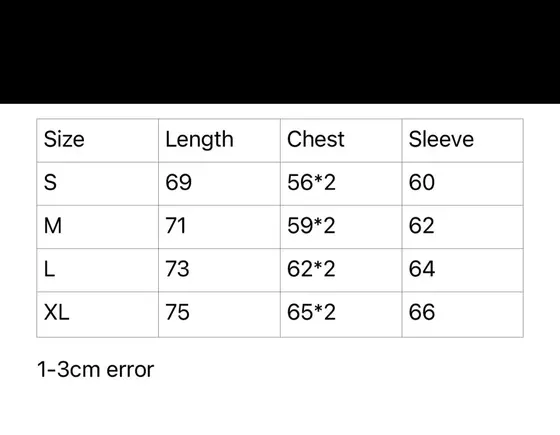 Size Length Chest Sleeve
S 69 56*2 60
M 71 59*2 62
L 73 62*2 64
XL 75 65*2 66
1-3cm error